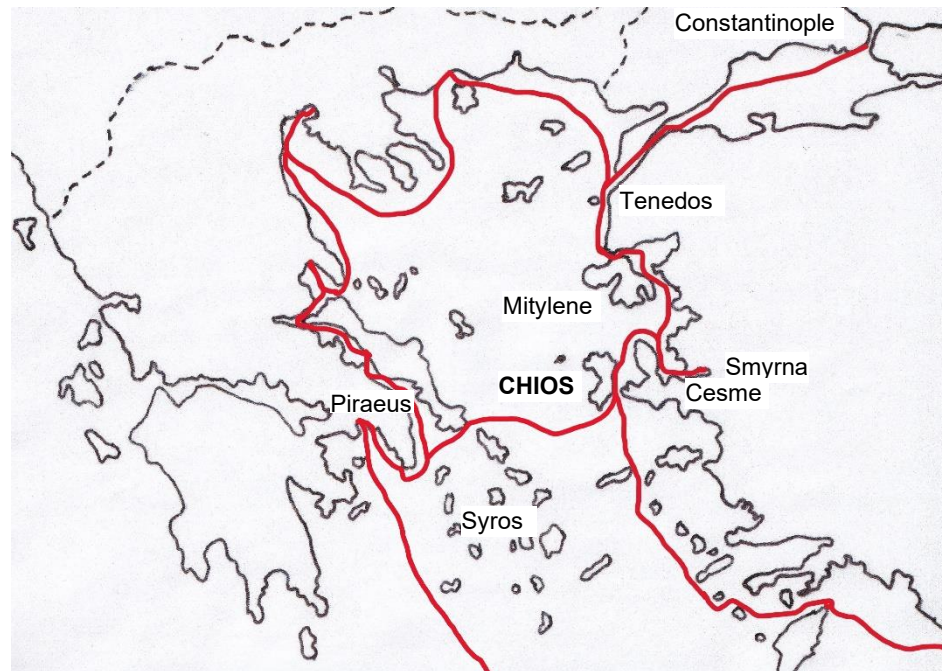 Constantinople
Tenedos
Mitylene
CHIOS
Smyrna
Cesme
Piraeus
Syros